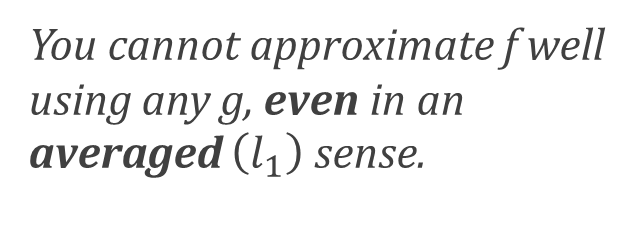 You cannot approximate f well
using any g, even in an
averaged (l₁) sense.